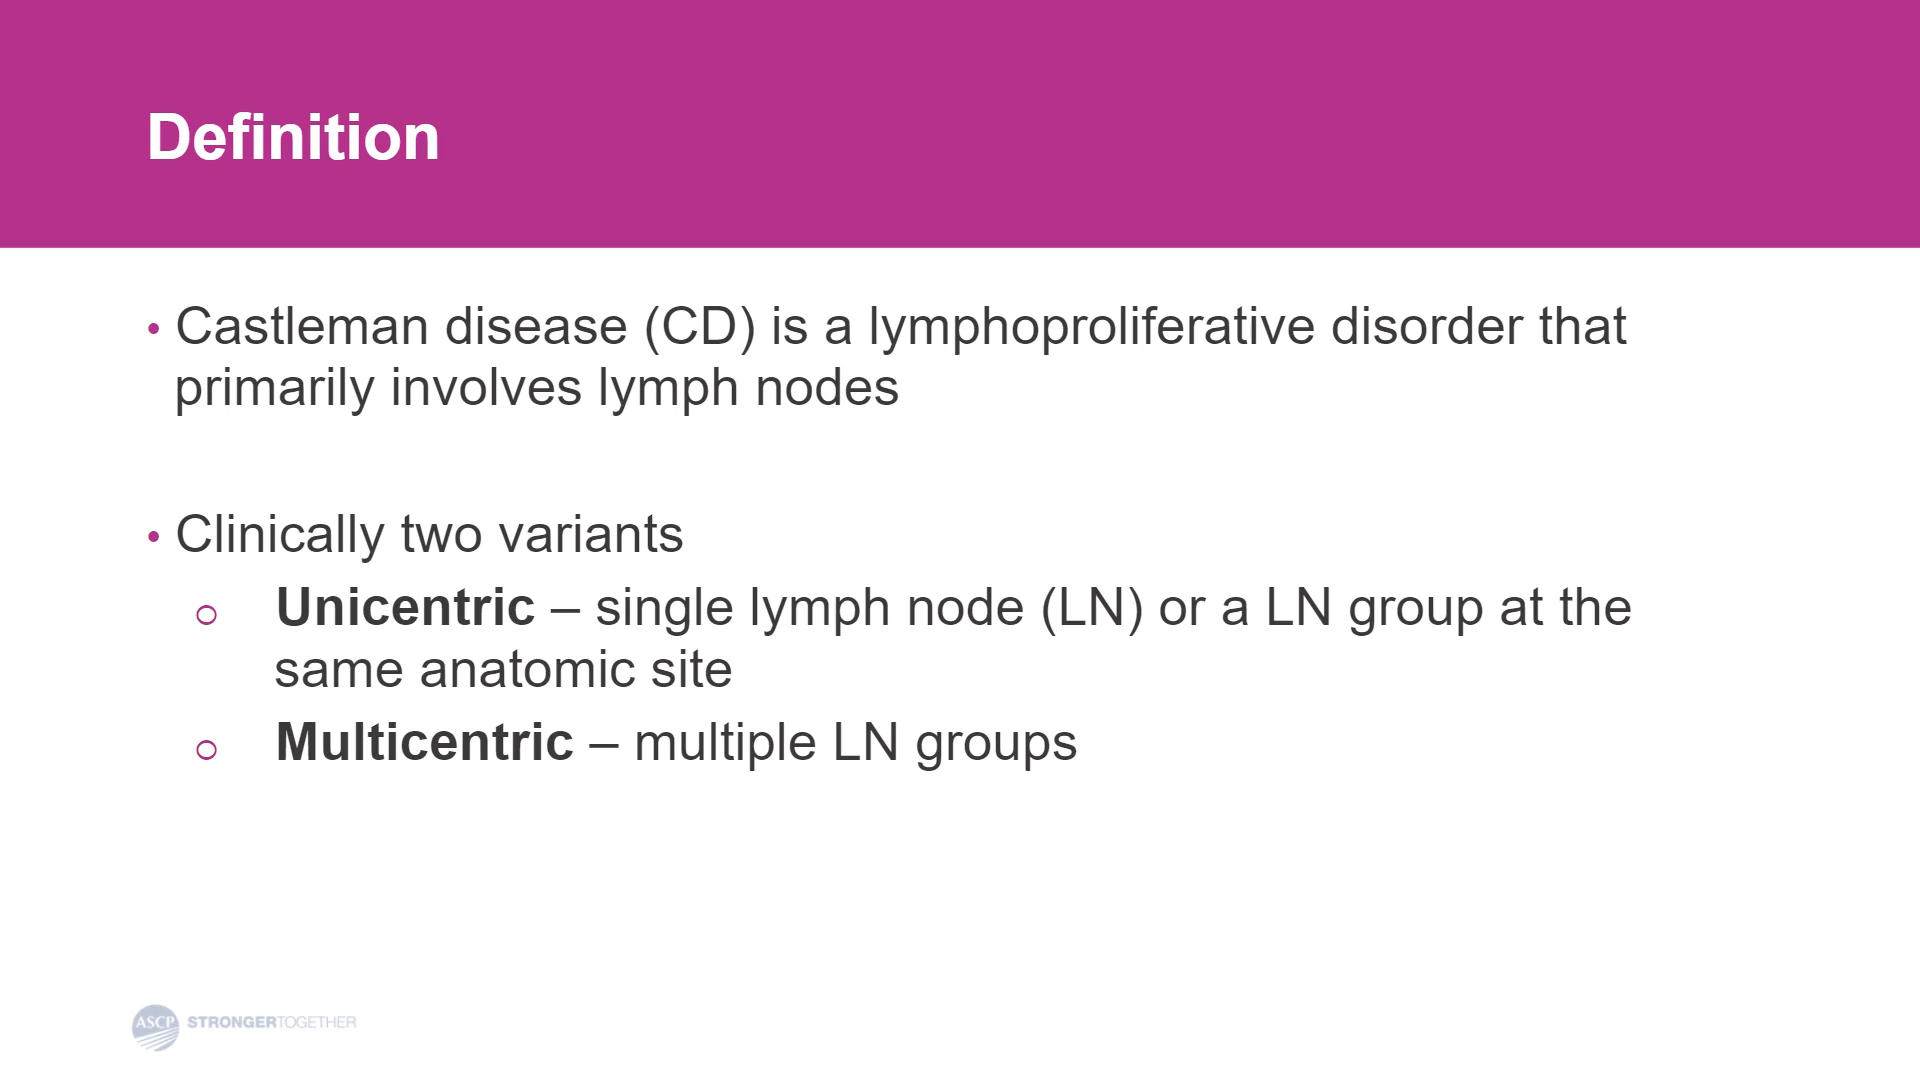 Definition
• Castleman disease (CD) is a lymphoproliferative disorder that
primarily involves lymph nodes
• Clinically two variants
○ Unicentric – single lymph node (LN) or a LN group at the
same anatomic site
○ Multicentric – multiple LN groups
ASCP STRONGERTOGETHER